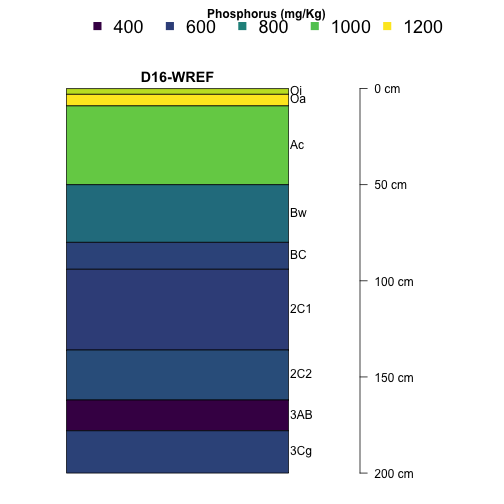 Phosphorus (mg/Kg)
400 600 800 1000 1200
D16-WREF
Oi
0 cm
Oa
Ac
50 cm
Bw
BC
100 cm
2C1
2C2
150 cm
3AB
3Cg
200 cm